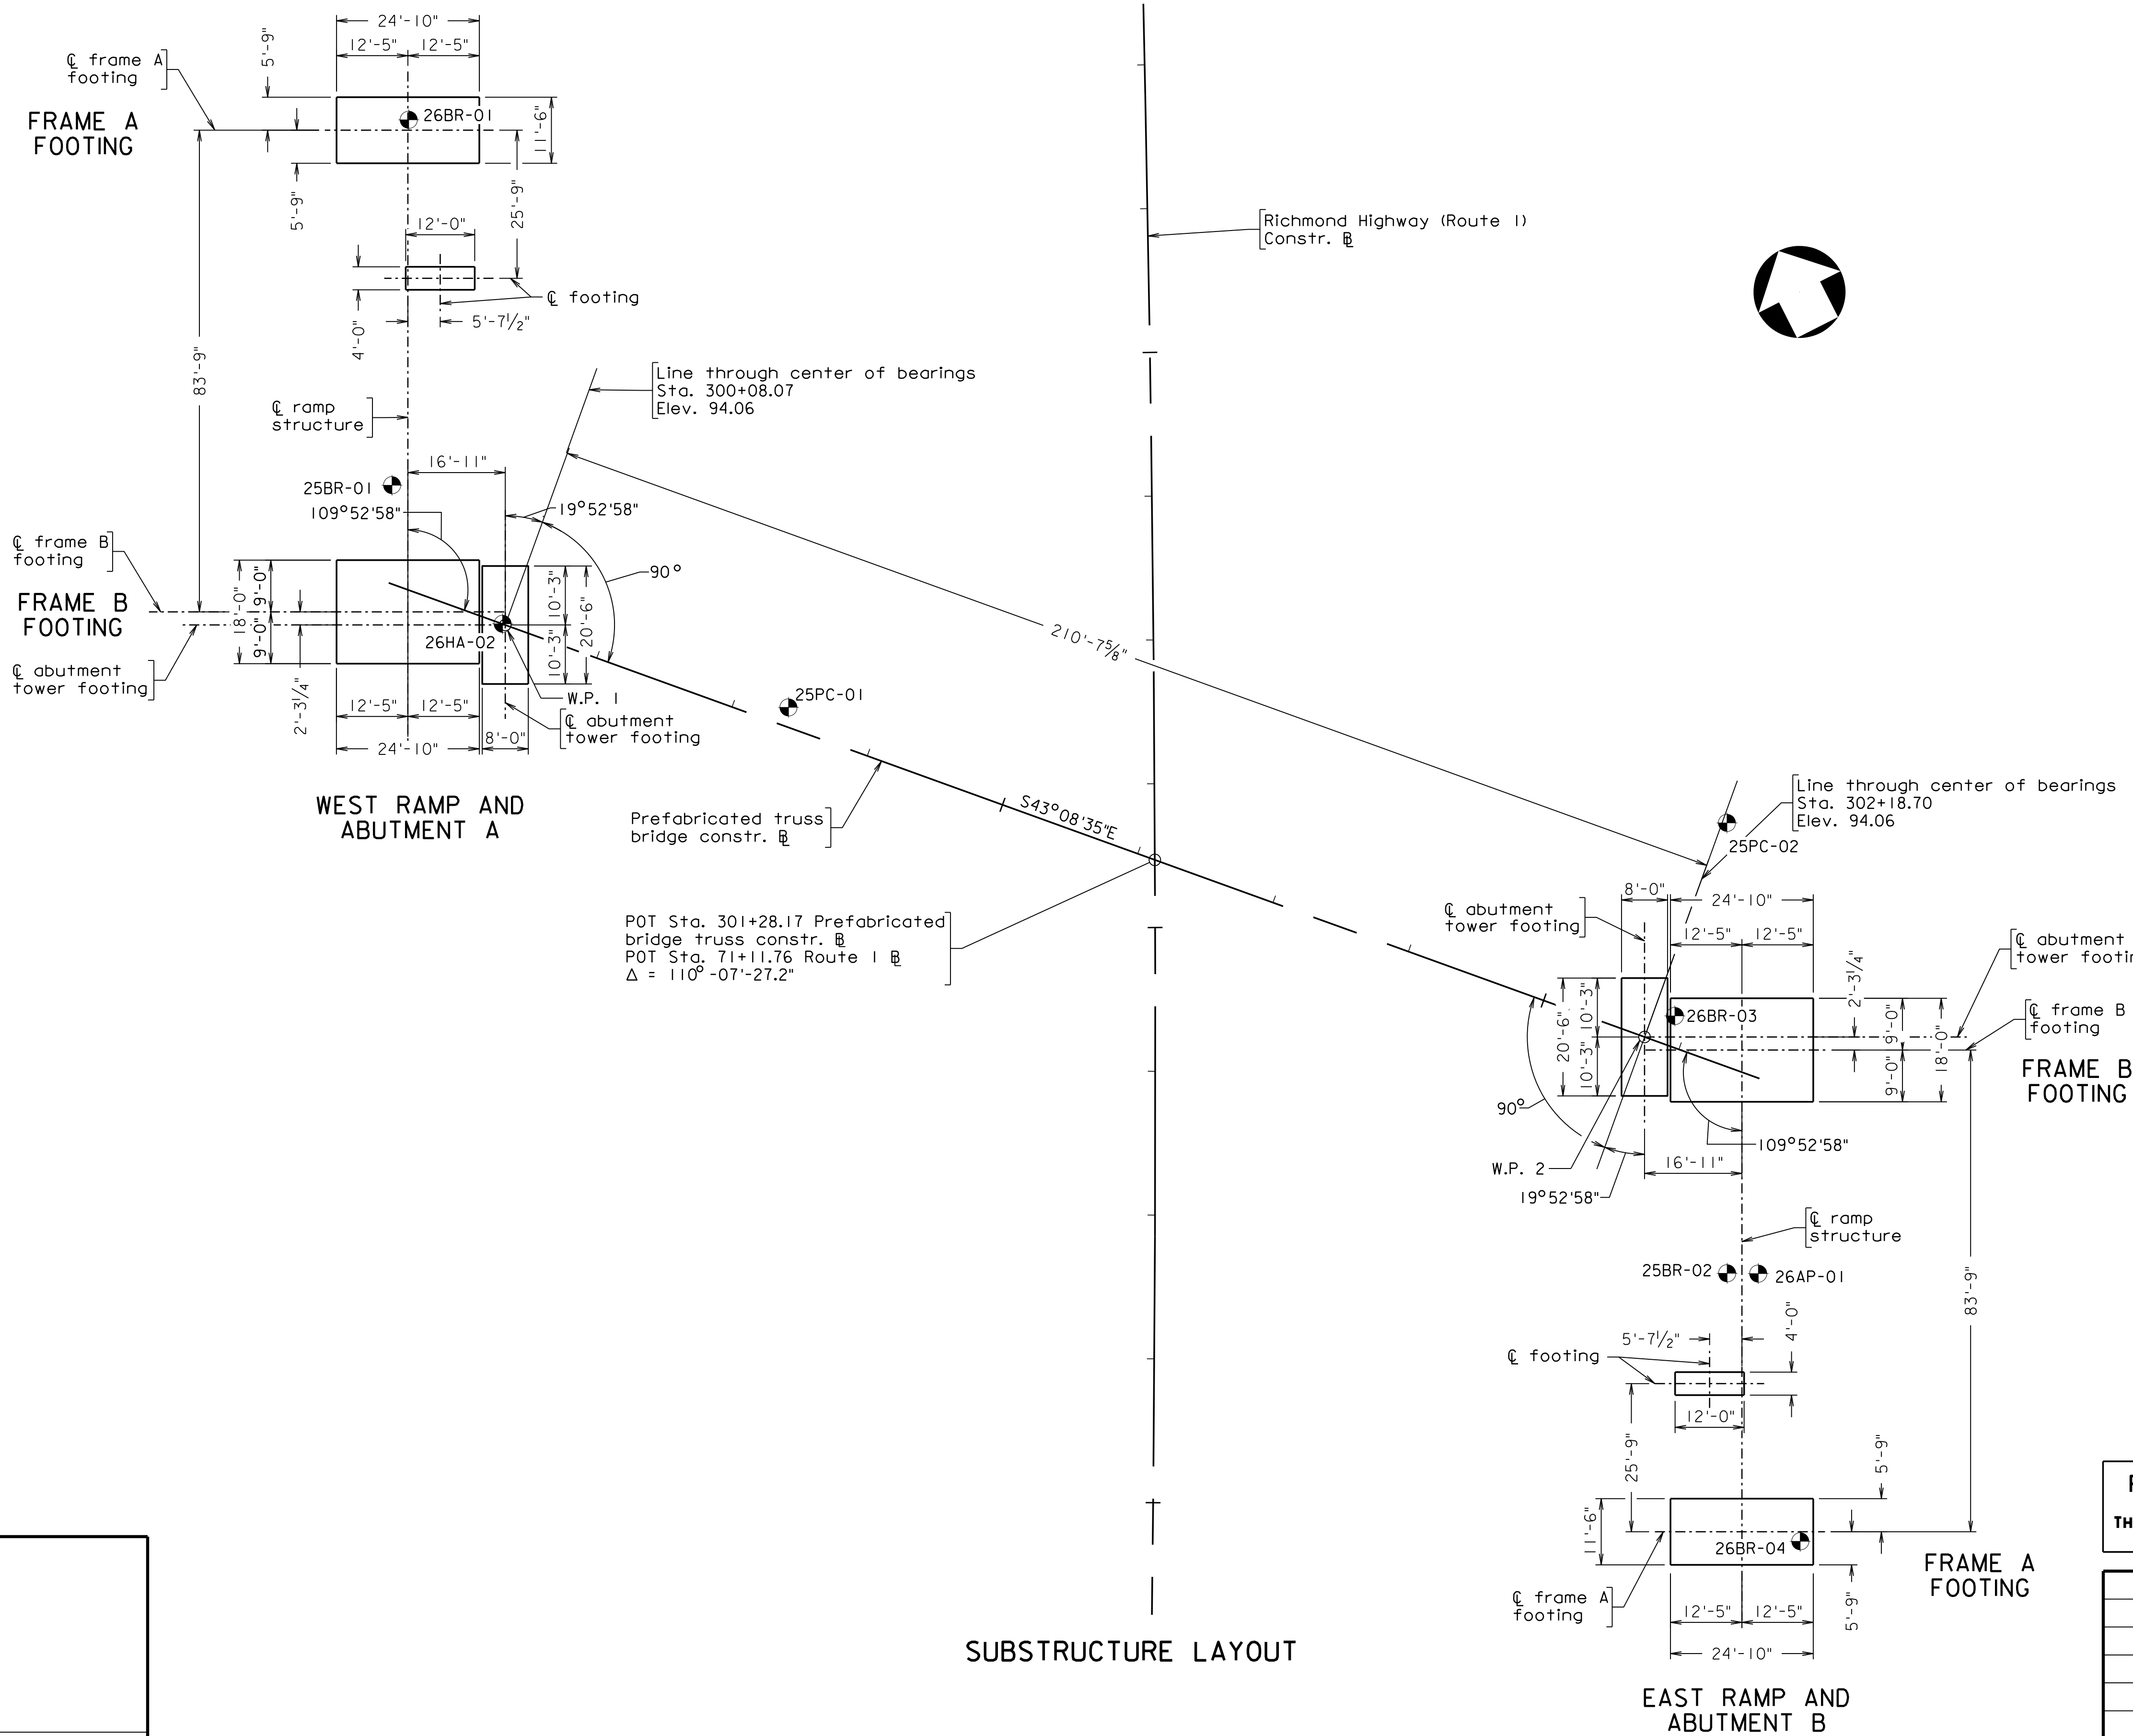 24'-10"
12'-5" 12'-5"
5'-9"
℄ frame A
footing
FRAME A
FOOTING
26BR-01
11'-6"
5'-9"
25'-9"
12'-0"
℄ footing
4'-0"
5'-7 1/2"
83'-9"
Richmond Highway (Route 1)
Constr. B̲L̲
Line through center of bearings
Sta. 300+08.07
Elev. 94.06
℄ ramp
structure
16'-11"
25BR-01
109°52'58"
19°52'58"
90°
℄ frame B
footing
FRAME B
FOOTING
℄ abutment
tower footing
18'-0"
9'-0"
9'-0"
2'-3 1/4"
26HA-02
10'-3"
10'-3"
20'-6"
W.P. 1
℄ abutment
tower footing
12'-5" 12'-5"
24'-10"
8'-0"
WEST RAMP AND
ABUTMENT A
25PC-01
210'-7 5/8"
Prefabricated truss
bridge constr. B̲L̲
S43°08'35"E
POT Sta. 301+28.17 Prefabricated
bridge truss constr. B̲L̲
POT Sta. 71+11.76 Route 1 B̲L̲
Δ = 110°-07'-27.2"
Line through center of bearings
Sta. 302+18.70
Elev. 94.06
25PC-02
8'-0"
24'-10"
℄ abutment
tower footing
12'-5" 12'-5"
2'-3 1/4"
℄ abutment
tower
26BR-03
20'-6"
10'-3"
10'-3"
9'-0"
9'-0"
18'-0"
℄ frame B
footing
FRAME B
FOOTING
90°
109°52'58"
W.P. 2
16'-11"
19°52'58"
℄ ramp
structure
25BR-02
26AP-01
83'-9"
5'-7 1/2"
4'-0"
℄ footing
12'-0"
25'-9"
5'-9"
11'-6"
26BR-04
FRAME A
FOOTING
℄ frame A
footing
12'-5" 12'-5"
5'-9"
24'-10"
SUBSTRUCTURE LAYOUT
EAST RAMP AND
ABUTMENT B